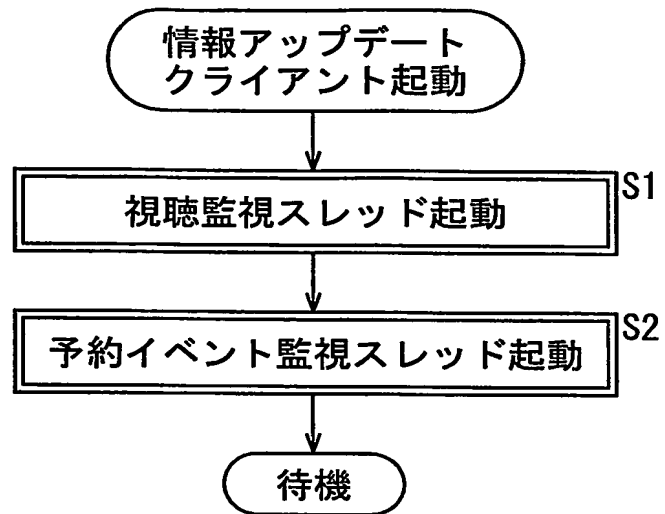 情報アップデート
クライアント起動
S1
視聴監視スレッド起動
S2
予約イベント監視スレッド起動
待機